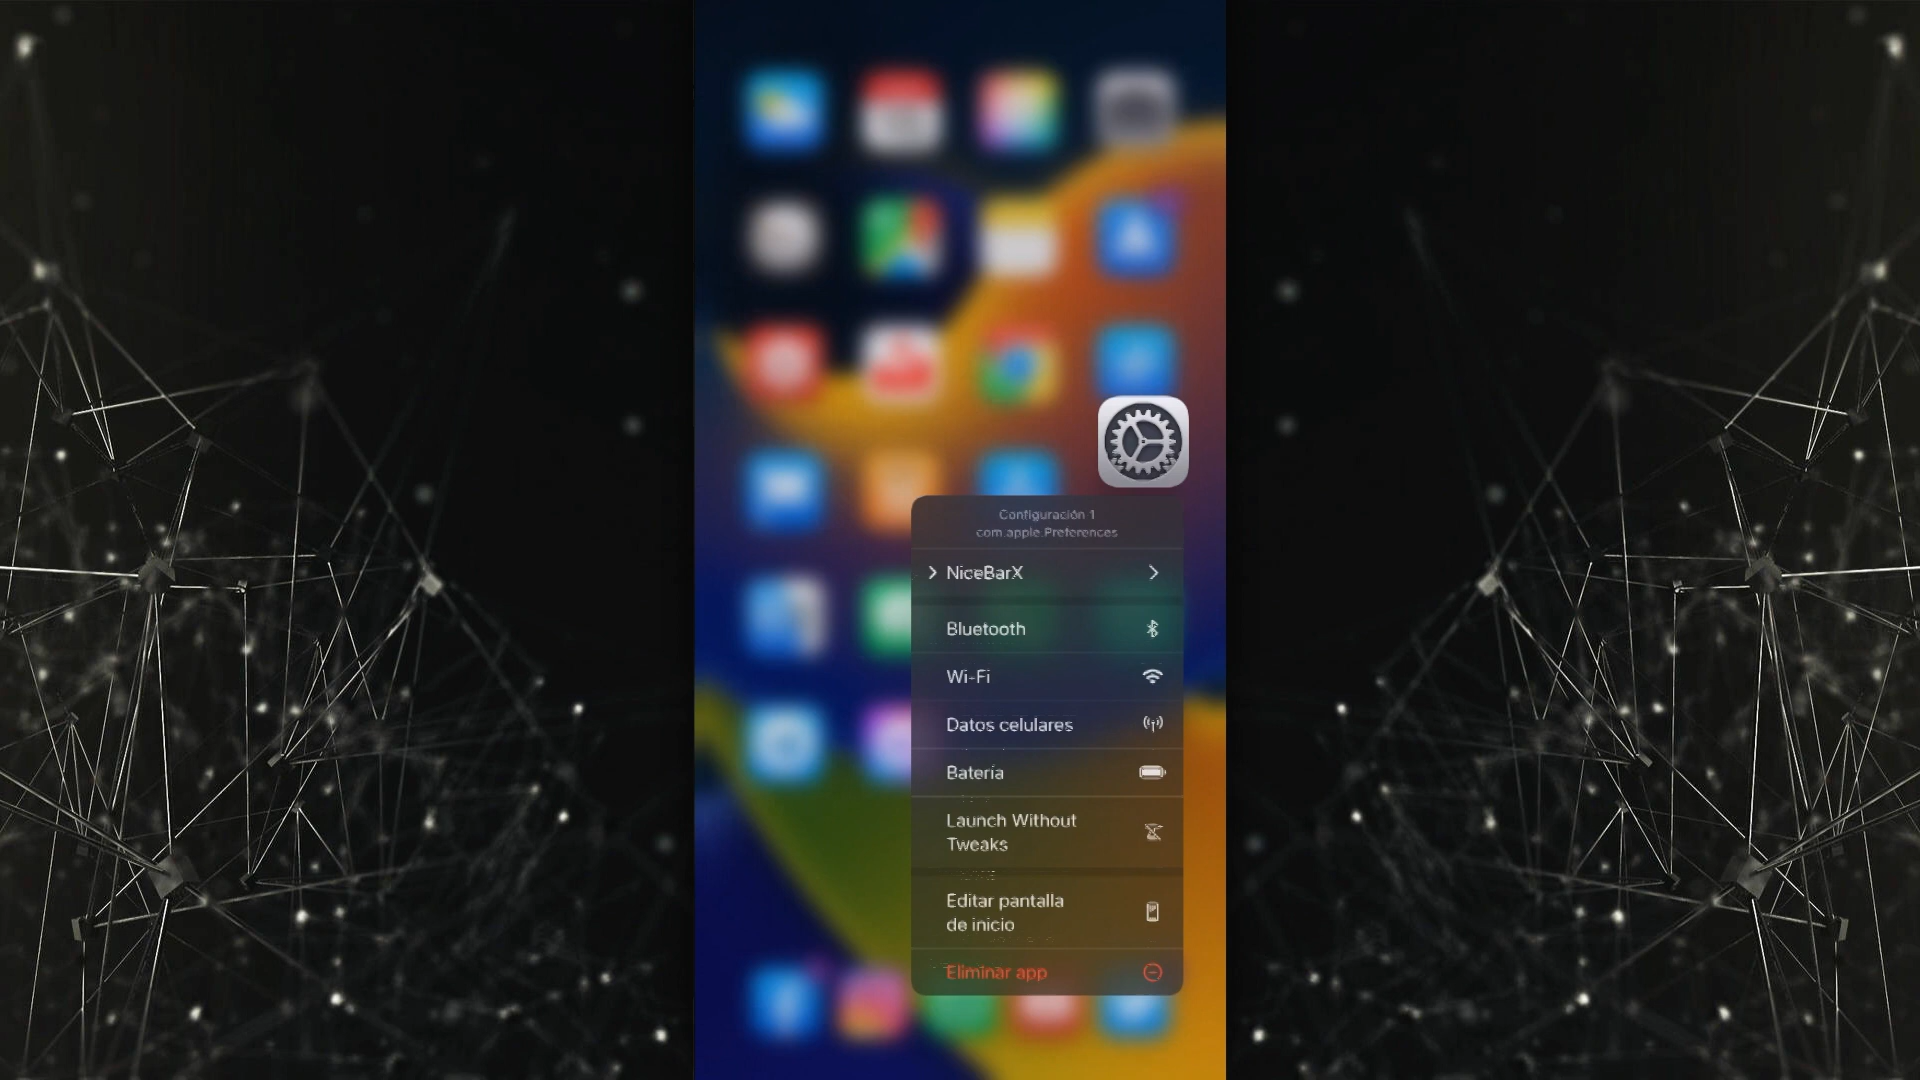 Configuración 1
com.apple.Preferences
NiceBarX
Bluetooth
Wi-Fi
Datos celulares
Batería
Launch Without
Tweaks
Editar pantalla
de inicio
Eliminar app